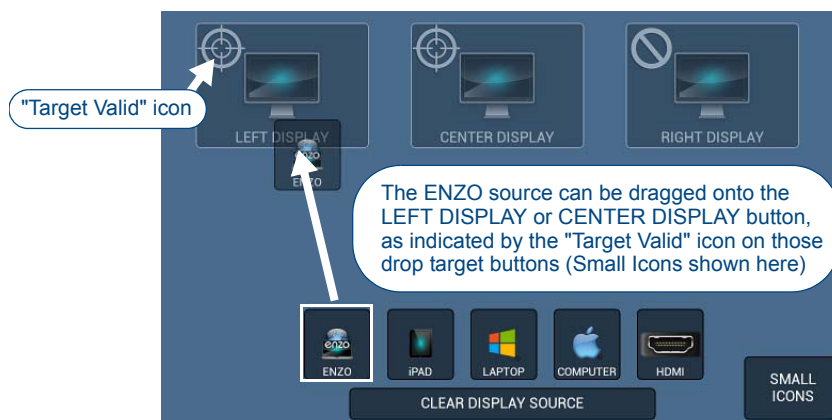 "Target Valid" icon
LEFT DISPLAY
CENTER DISPLAY
RIGHT DISPLAY
enzo
ENZO
The ENZO source can be dragged onto the
LEFT DISPLAY or CENTER DISPLAY button,
as indicated by the "Target Valid" icon on those
drop target buttons (Small Icons shown here)
enzo
ENZO
iPAD
LAPTOP
COMPUTER
HDMI
SMALL
ICONS
CLEAR DISPLAY SOURCE